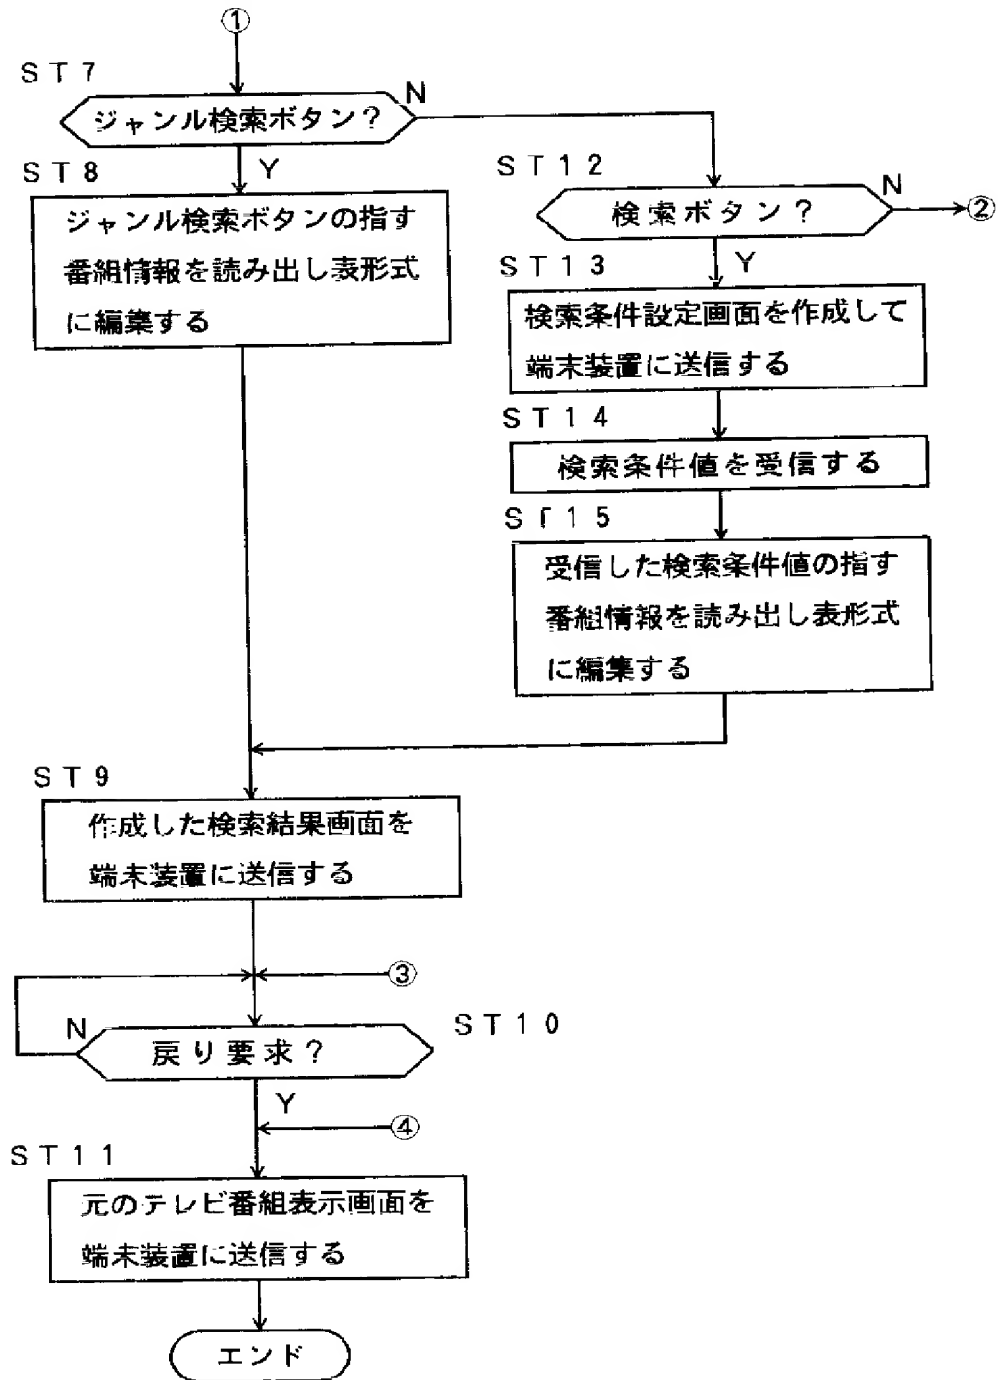 ①
ST7
ジャンル検索ボタン?
N
Y
ST8
ジャンル検索ボタンの指す
番組情報を読み出し表形式
に編集する
ST12
検索ボタン?
N
②
Y
ST13
検索条件設定画面を作成して
端末装置に送信する
ST14
検索条件値を受信する
ST15
受信した検索条件値の指す
番組情報を読み出し表形式
に編集する
ST9
作成した検索結果画面を
端末装置に送信する
③
ST10
戻り要求?
N
Y
④
ST11
元のテレビ番組表示画面を
端末装置に送信する
エンド